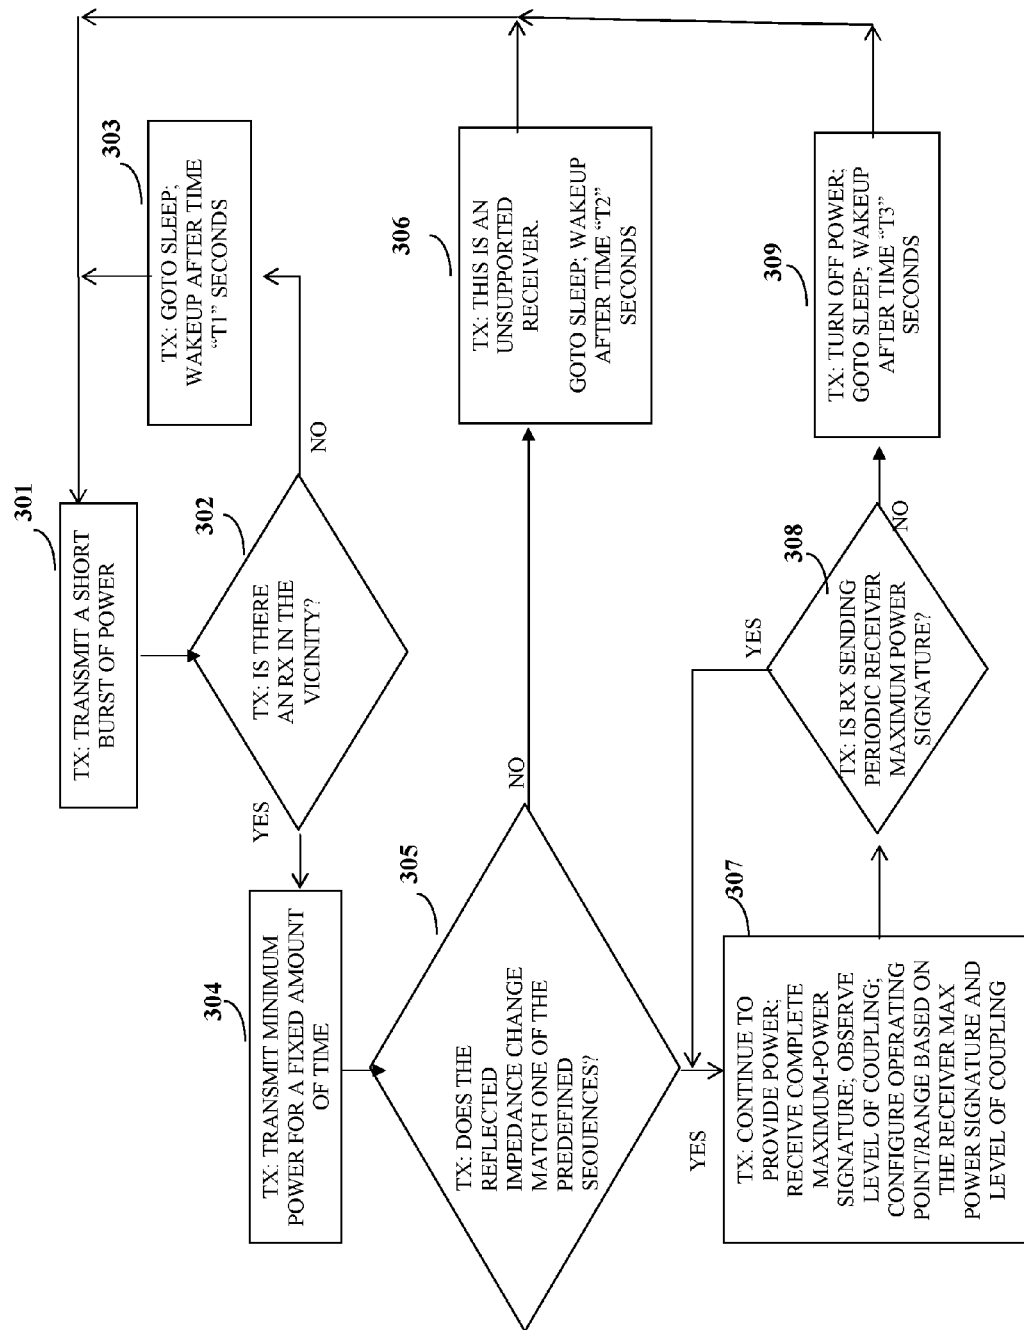 301
TX: TRANSMIT A SHORT
BURST OF POWER
302
TX: IS THERE
AN RX IN THE
VICINITY?
NO
303
TX: GOTO SLEEP;
WAKEUP AFTER TIME
“T1” SECONDS
YES
304
TX: TRANSMIT MINIMUM
POWER FOR A FIXED AMOUNT
OF TIME
305
TX: DOES THE
REFLECTED
IMPEDANCE CHANGE
MATCH ONE OF THE
PREDEFINED
SEQUENCES?
NO
306
TX: THIS IS AN
UNSUPPORTED
RECEIVER.
GOTO SLEEP; WAKEUP
AFTER TIME “T2”
SECONDS
YES
307
TX: CONTINUE TO
PROVIDE POWER;
RECEIVE COMPLETE
MAXIMUM-POWER
SIGNATURE; OBSERVE
LEVEL OF COUPLING;
CONFIGURE OPERATING
POINT/RANGE BASED ON
THE RECEIVER MAX
POWER SIGNATURE AND
LEVEL OF COUPLING
308
TX: IS RX SENDING
PERIODIC RECEIVER
MAXIMUM POWER
SIGNATURE?
YES
NO
309
TX: TURN OFF POWER;
GOTO SLEEP; WAKEUP
AFTER TIME “T3”
SECONDS